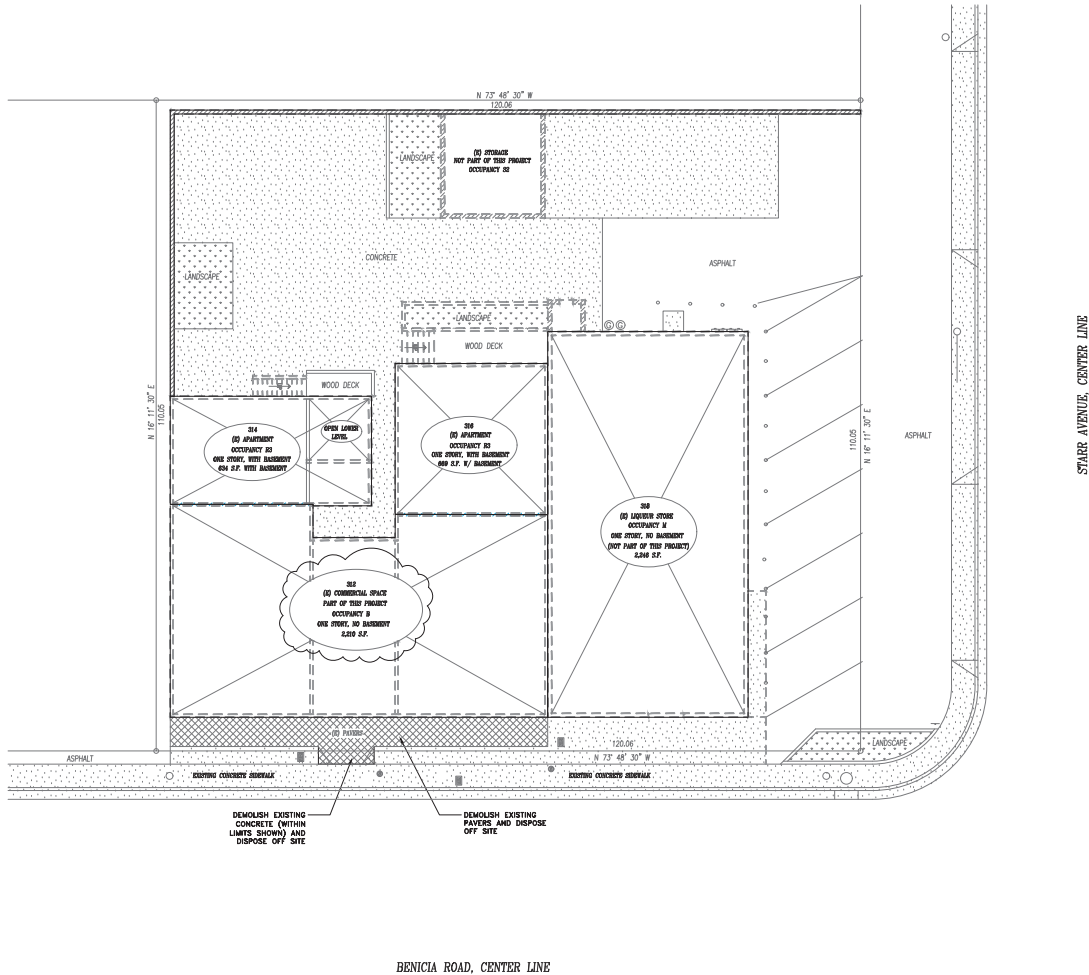 N 73° 48' 30" W
120.06
LANDSCAPE
(E) STORAGE
NOT PART OF THIS PROJECT
OCCUPANCY S2
CONCRETE
ASPHALT
LANDSCAPE
LANDSCAPE
G G
WOOD DECK
WOOD DECK
STARR AVENUE, CENTER LINE
N 16° 11' 30" E
110.05
314
(E) APARTMENT
OCCUPANCY R3
ONE STORY, WITH BASEMENT
634 S.F. WITH BASEMENT
OPEN LOWER
LEVEL
316
(E) APARTMENT
OCCUPANCY R3
ONE STORY, WITH BASEMENT
669 S.F. W/ BASEMENT
110.05
N 16° 11' 30" E
ASPHALT
(E) LIQUEUR STORE
OCCUPANCY M
ONE STORY, NO BASEMENT
(NOT PART OF THIS PROJECT)
2,246 S.F.
312
(E) COMMERCIAL SPACE
PART OF THIS PROJECT
OCCUPANCY B
ONE STORY, NO BASEMENT
2,210 S.F.
(E) PAVERS
120.06
N 73° 48' 30" W
LANDSCAPE
ASPHALT
EXISTING CONCRETE SIDEWALK
EXISTING CONCRETE SIDEWALK
DEMOLISH EXISTING
CONCRETE (WITHIN
LIMITS SHOWN) AND
DISPOSE OFF SITE
DEMOLISH EXISTING
PAVERS AND DISPOSE
OFF SITE
BENICIA ROAD, CENTER LINE